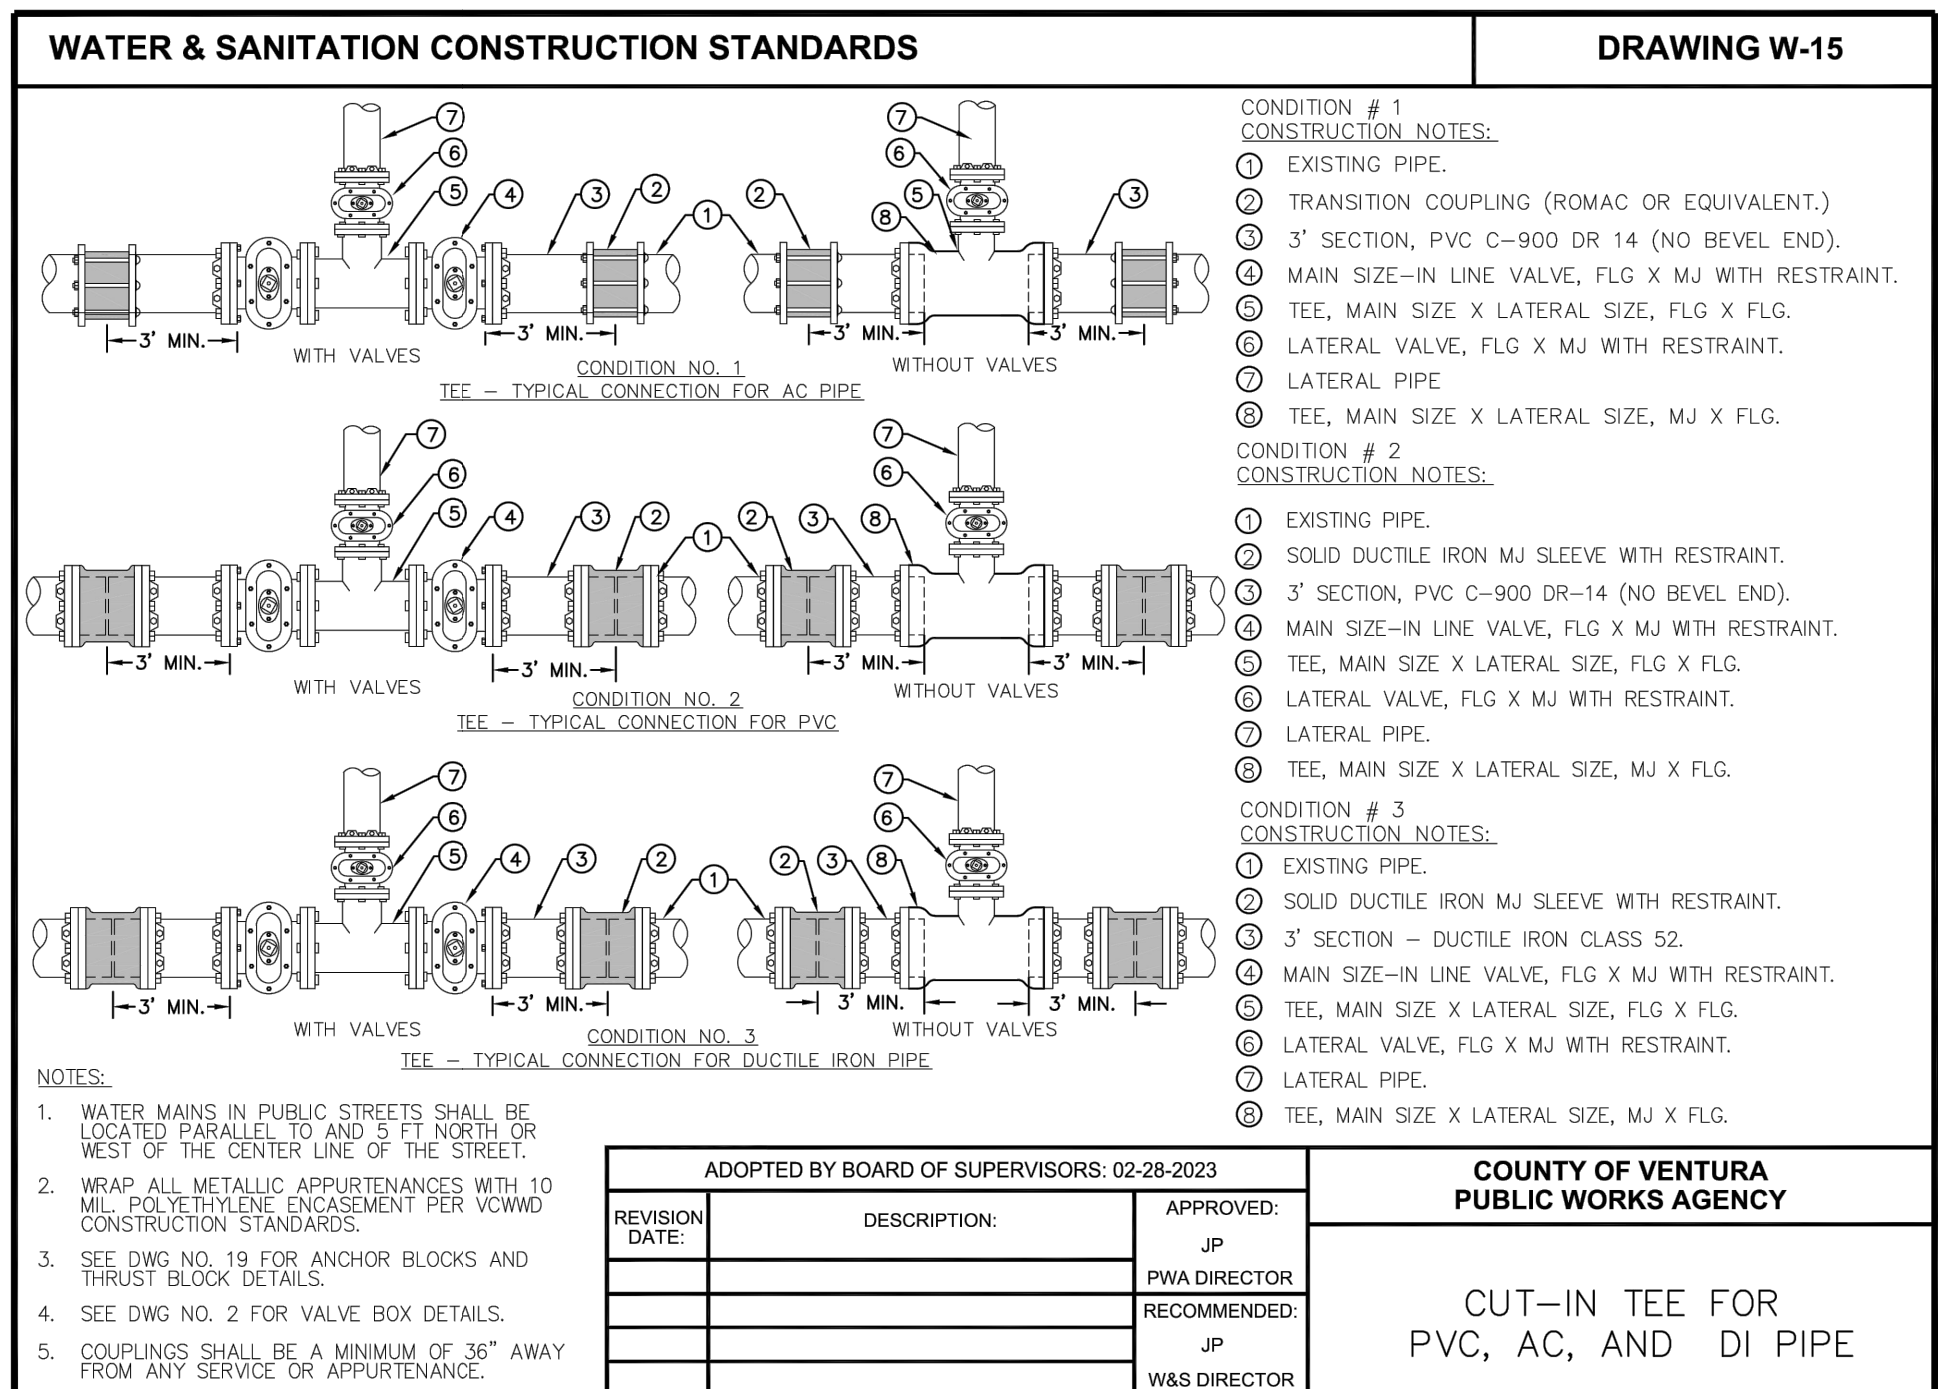 WATER & SANITATION CONSTRUCTION STANDARDS
DRAWING W-15
7
6
5
4
3
2
1
3' MIN.
WITH VALVES
3' MIN.
7
6
5
8
2
3
3' MIN.
WITHOUT VALVES
3' MIN.
CONDITION NO. 1
TEE – TYPICAL CONNECTION FOR AC PIPE
7
6
5
4
3
2
1
3' MIN.
WITH VALVES
3' MIN.
7
6
2
3
8
3' MIN.
WITHOUT VALVES
3' MIN.
CONDITION NO. 2
TEE – TYPICAL CONNECTION FOR PVC
7
6
5
4
3
2
1
3' MIN.
WITH VALVES
3' MIN.
7
6
2
3
8
3' MIN.
WITHOUT VALVES
3' MIN.
CONDITION NO. 3
TEE – TYPICAL CONNECTION FOR DUCTILE IRON PIPE
CONDITION # 1
CONSTRUCTION NOTES:
1 EXISTING PIPE.
2 TRANSITION COUPLING (ROMAC OR EQUIVALENT.)
3 3' SECTION, PVC C–900 DR 14 (NO BEVEL END).
4 MAIN SIZE–IN LINE VALVE, FLG X MJ WITH RESTRAINT.
5 TEE, MAIN SIZE X LATERAL SIZE, FLG X FLG.
6 LATERAL VALVE, FLG X MJ WITH RESTRAINT.
7 LATERAL PIPE
8 TEE, MAIN SIZE X LATERAL SIZE, MJ X FLG.
CONDITION # 2
CONSTRUCTION NOTES:
1 EXISTING PIPE.
2 SOLID DUCTILE IRON MJ SLEEVE WITH RESTRAINT.
3 3' SECTION, PVC C–900 DR–14 (NO BEVEL END).
4 MAIN SIZE–IN LINE VALVE, FLG X MJ WITH RESTRAINT.
5 TEE, MAIN SIZE X LATERAL SIZE, FLG X FLG.
6 LATERAL VALVE, FLG X MJ WITH RESTRAINT.
7 LATERAL PIPE.
8 TEE, MAIN SIZE X LATERAL SIZE, MJ X FLG.
CONDITION # 3
CONSTRUCTION NOTES:
1 EXISTING PIPE.
2 SOLID DUCTILE IRON MJ SLEEVE WITH RESTRAINT.
3 3' SECTION – DUCTILE IRON CLASS 52.
4 MAIN SIZE–IN LINE VALVE, FLG X MJ WITH RESTRAINT.
5 TEE, MAIN SIZE X LATERAL SIZE, FLG X FLG.
6 LATERAL VALVE, FLG X MJ WITH RESTRAINT.
7 LATERAL PIPE.
8 TEE, MAIN SIZE X LATERAL SIZE, MJ X FLG.
NOTES:
1. WATER MAINS IN PUBLIC STREETS SHALL BE
LOCATED PARALLEL TO AND 5 FT NORTH OR
WEST OF THE CENTER LINE OF THE STREET.
2. WRAP ALL METALLIC APPURTENANCES WITH 10
MIL. POLYETHYLENE ENCASEMENT PER VCWWD
CONSTRUCTION STANDARDS.
3. SEE DWG NO. 19 FOR ANCHOR BLOCKS AND
THRUST BLOCK DETAILS.
4. SEE DWG NO. 2 FOR VALVE BOX DETAILS.
5. COUPLINGS SHALL BE A MINIMUM OF 36" AWAY
FROM ANY SERVICE OR APPURTENANCE.
ADOPTED BY BOARD OF SUPERVISORS: 02-28-2023
REVISION
DATE:
DESCRIPTION:
APPROVED:
JP
PWA DIRECTOR
RECOMMENDED:
JP
W&S DIRECTOR
COUNTY OF VENTURA
PUBLIC WORKS AGENCY
CUT–IN TEE FOR
PVC, AC, AND DI PIPE